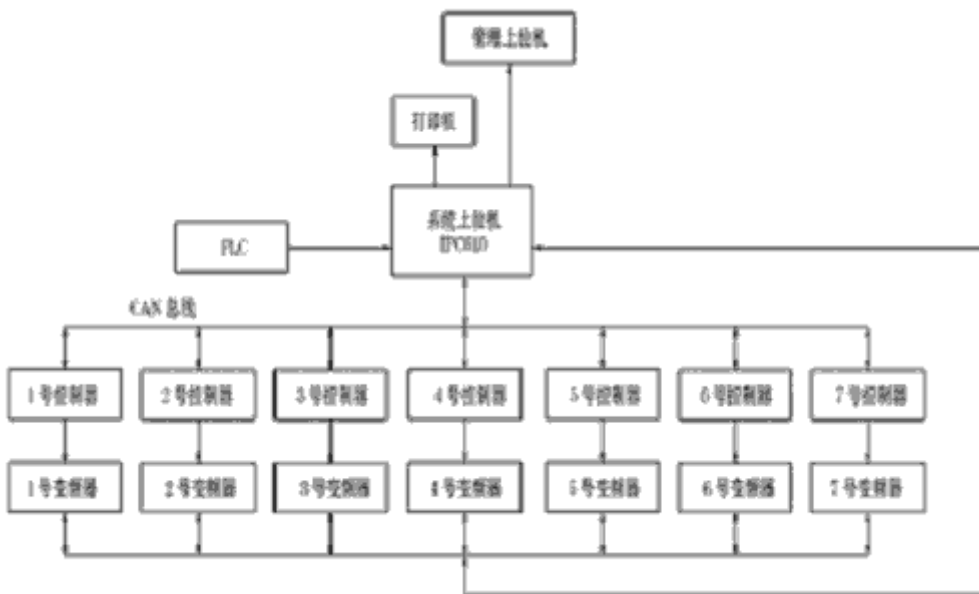 管理上位机
打印机
系统上位机
IPC610
PLC
CAN 总线
1号控制器
2号控制器
3号控制器
4号控制器
5号控制器
6号控制器
7号控制器
1号变频器
2号变频器
3号变频器
4号变频器
5号变频器
6号变频器
7号变频器